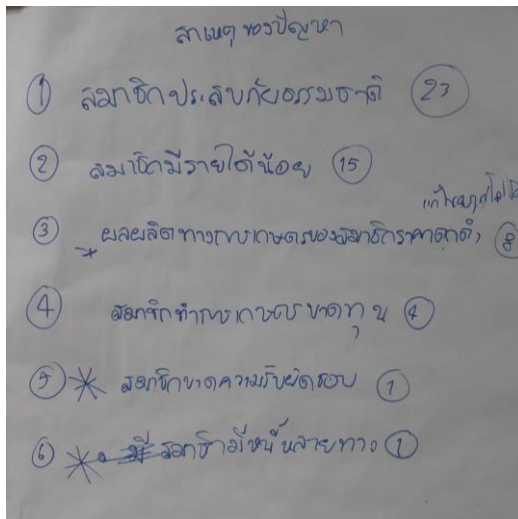 สาเหตุของปัญหา
① สมาชิกประสบภัยธรรมชาติ 23
② สมาชิกมีรายได้น้อย 15
③ * ผลผลิตทางการเกษตรของสมาชิกราคาตกต่ำ 8
④ สมาชิกทำการเกษตรขาดทุน 4
⑤ * สมาชิกขาดความรับผิดชอบ 1
⑥ * สมาชิกมีหนี้หลายทาง 1